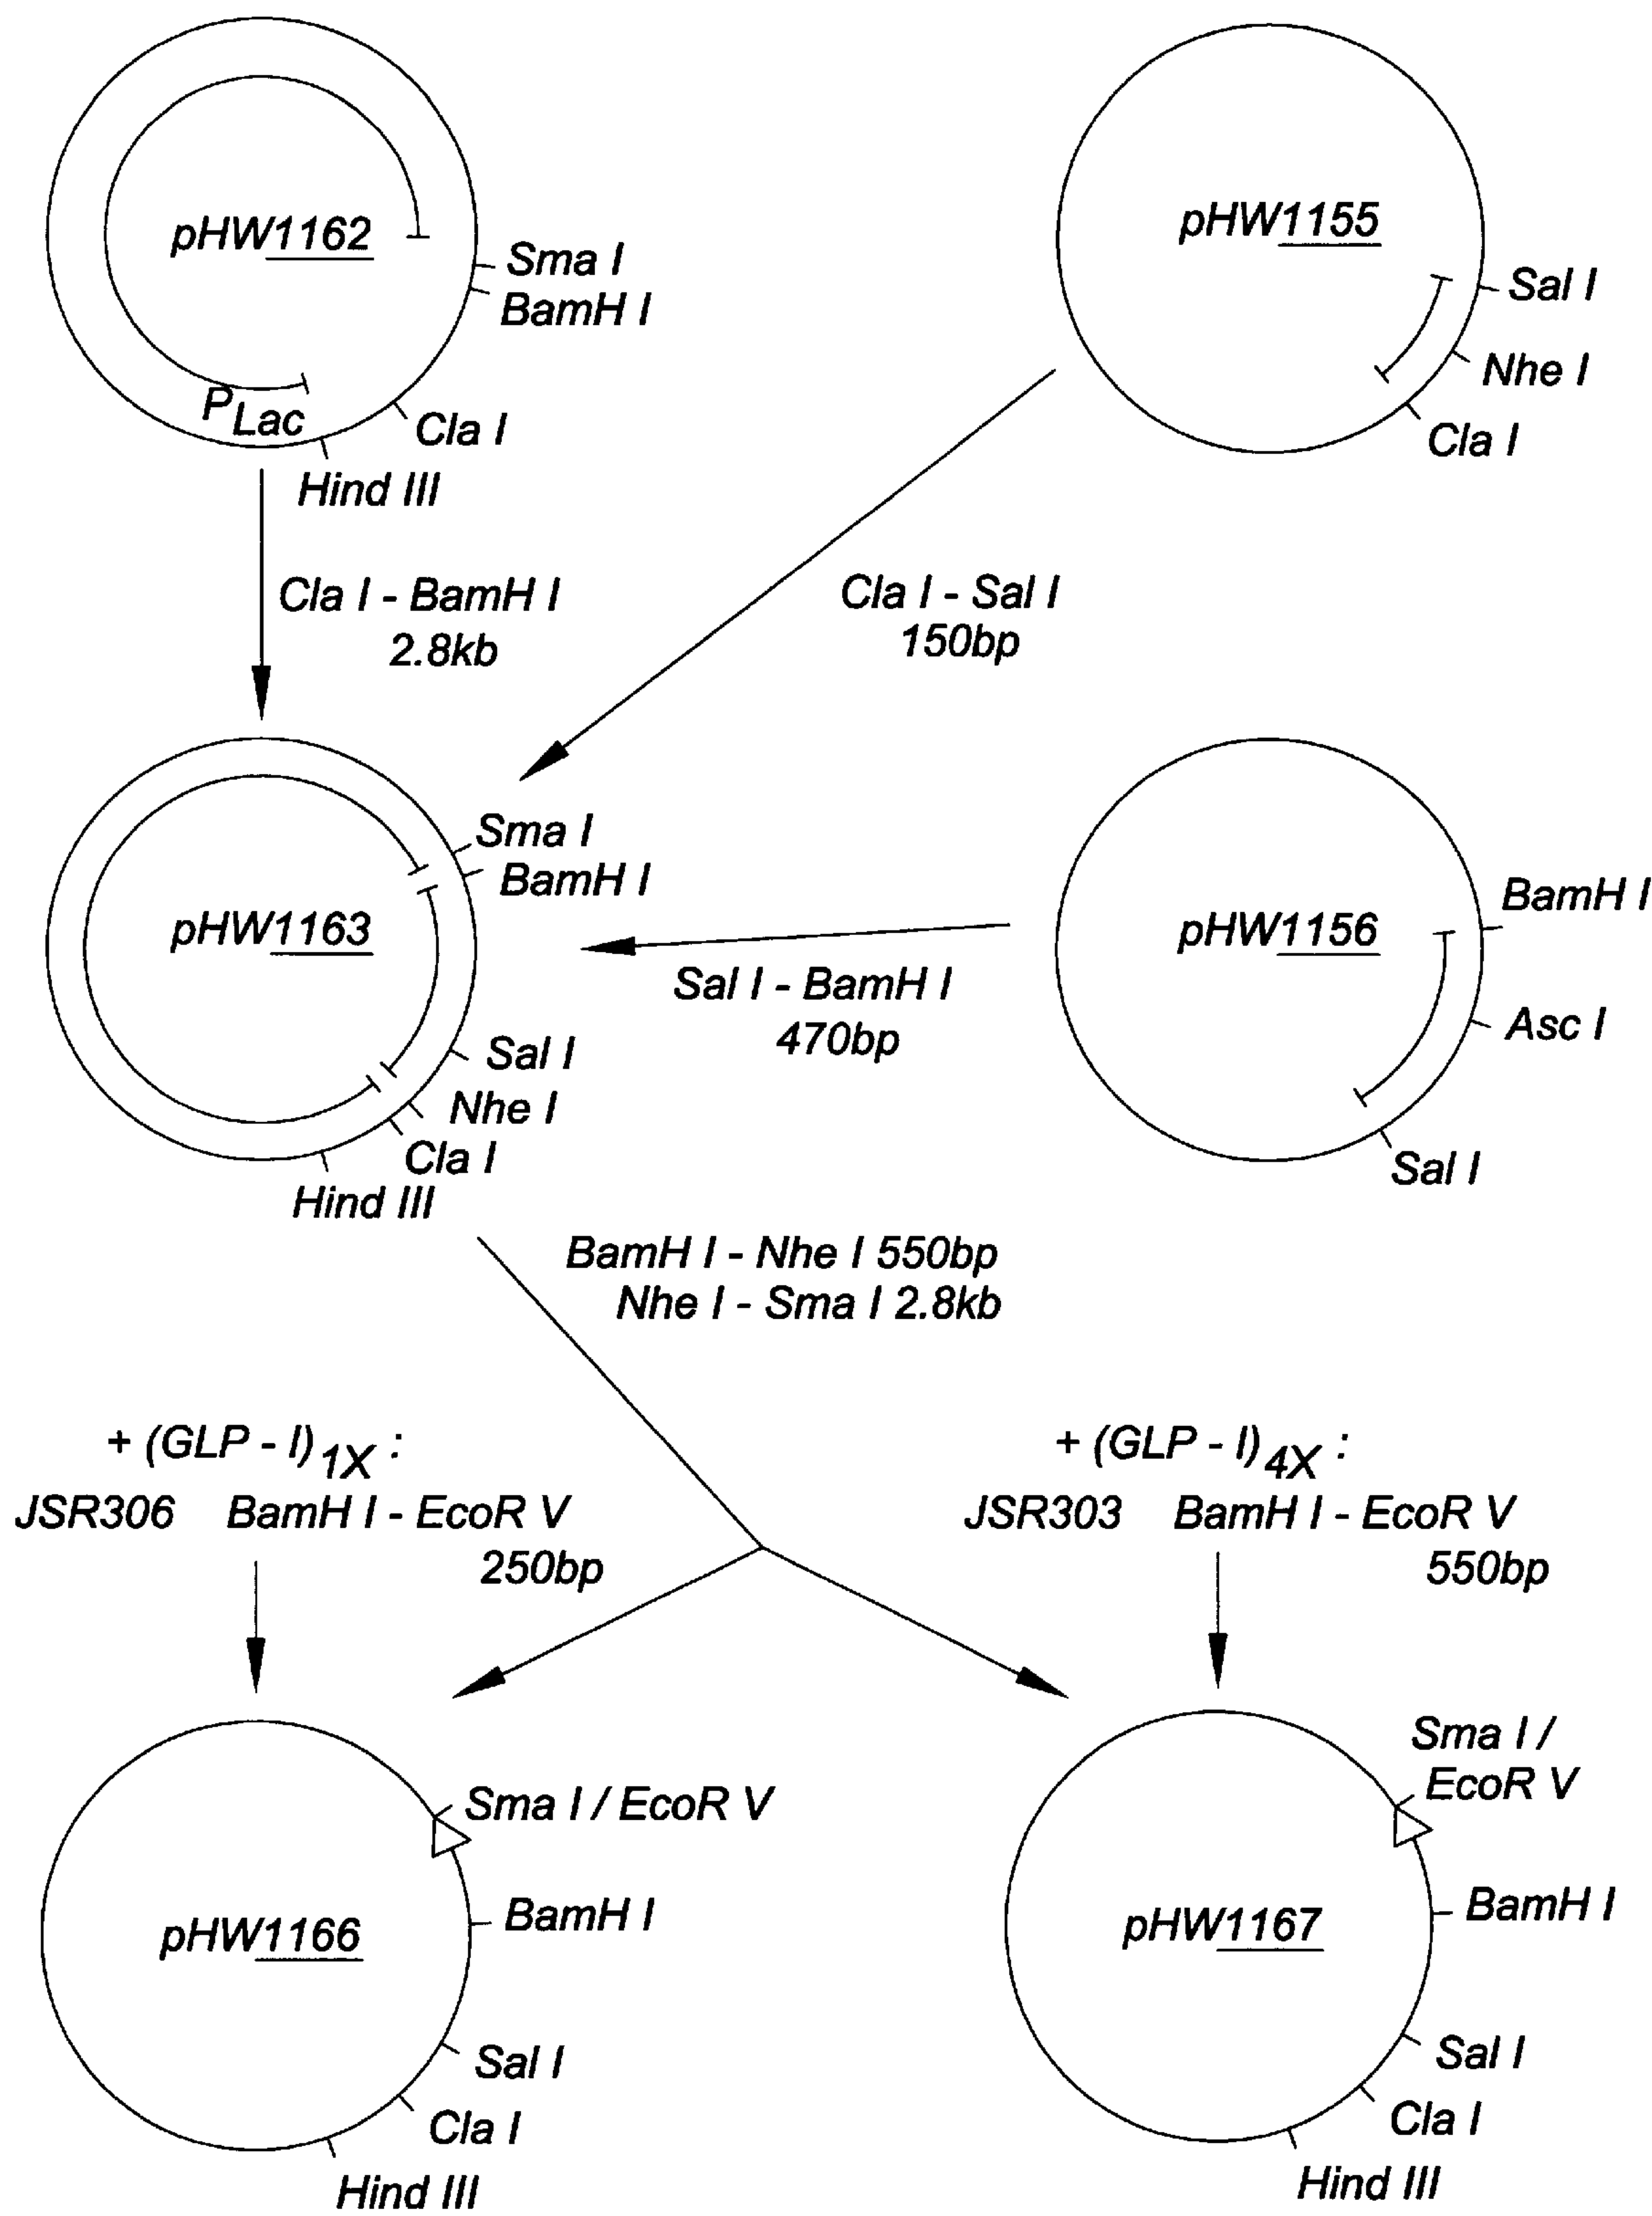 pHW1162
Sma I
BamH I
PLac
Cla I
Hind III
pHW1155
Sal I
Nhe I
Cla I
Cla I - BamH I
2.8kb
Cla I - Sal I
150bp
pHW1163
Sma I
BamH I
Sal I
Nhe I
Cla I
Hind III
Sal I - BamH I
470bp
pHW1156
BamH I
Asc I
Sal I
BamH I - Nhe I 550bp
Nhe I - Sma I 2.8kb
+ (GLP - I)1X :
JSR306 BamH I - EcoR V
250bp
+ (GLP - I)4X :
JSR303 BamH I - EcoR V
550bp
pHW1166
Sma I / EcoR V
BamH I
Sal I
Cla I
Hind III
pHW1167
Sma I /
EcoR V
BamH I
Sal I
Cla I
Hind III